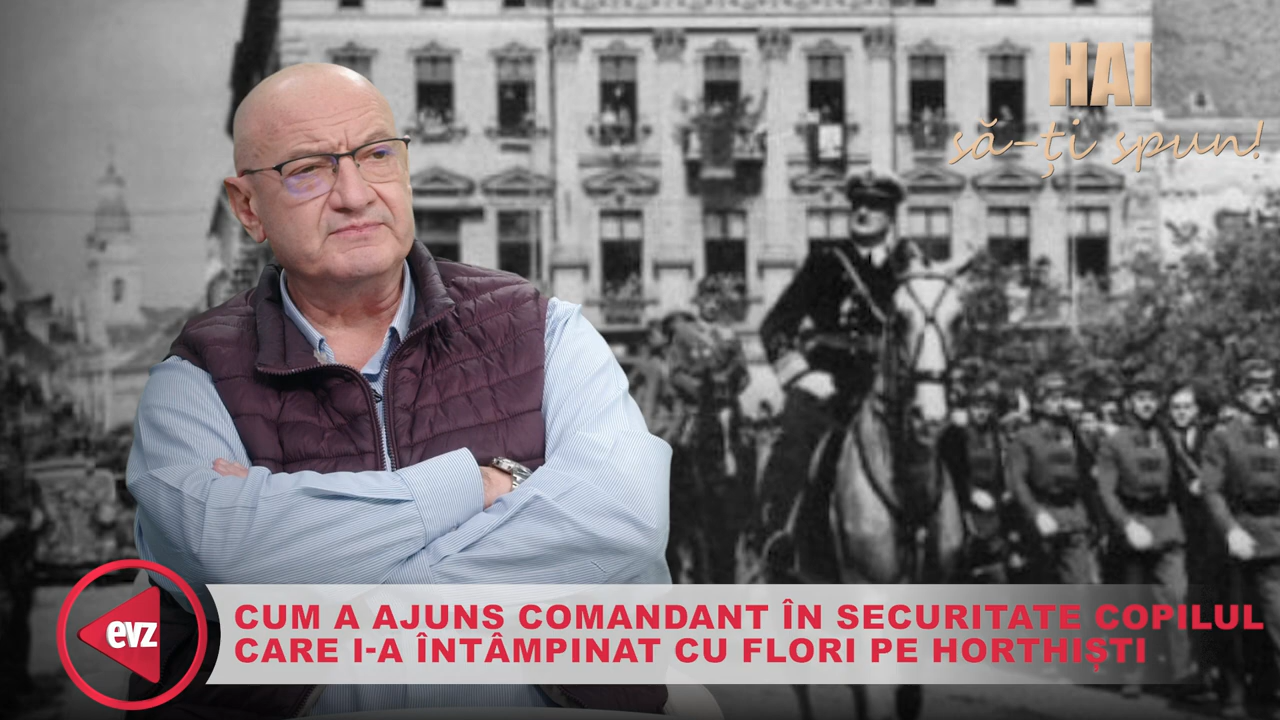 HAI
să-ți spun!
evz
CUM A AJUNS COMANDANT ÎN SECURITATE COPILUL
CARE I-A ÎNTÂMPINAT CU FLORI PE HORTHIȘTI